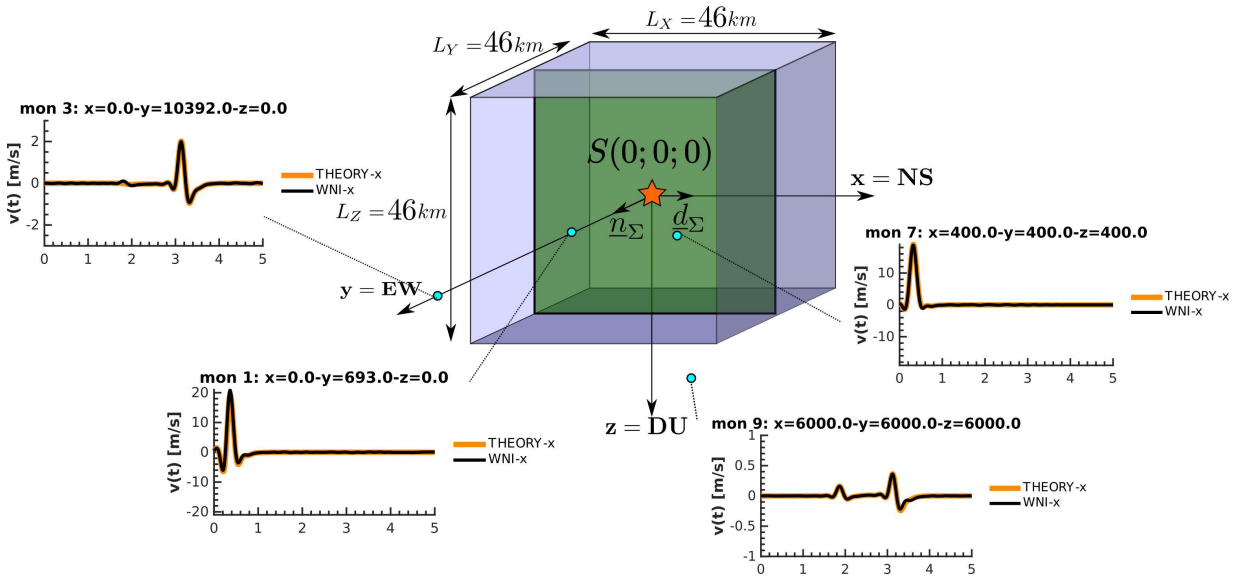 L_X = 46km
L_Y = 46km
L_Z = 46km
S(0; 0; 0)
x = NS
n_Σ
d_Σ
y = EW
z = DU
mon 3: x=0.0-y=10392.0-z=0.0
v(t) [m/s]
2
0
-2
0 1 2 3 4 5
THEORY-x
WNI-x
mon 7: x=400.0-y=400.0-z=400.0
v(t) [m/s]
10
0
-10
0 1 2 3 4 5
THEORY-x
WNI-x
mon 1: x=0.0-y=693.0-z=0.0
v(t) [m/s]
20
10
0
-10
-20
0 1 2 3 4 5
THEORY-x
WNI-x
mon 9: x=6000.0-y=6000.0-z=6000.0
v(t) [m/s]
1
0.5
0
-0.5
-1
0 1 2 3 4 5
THEORY-x
WNI-x